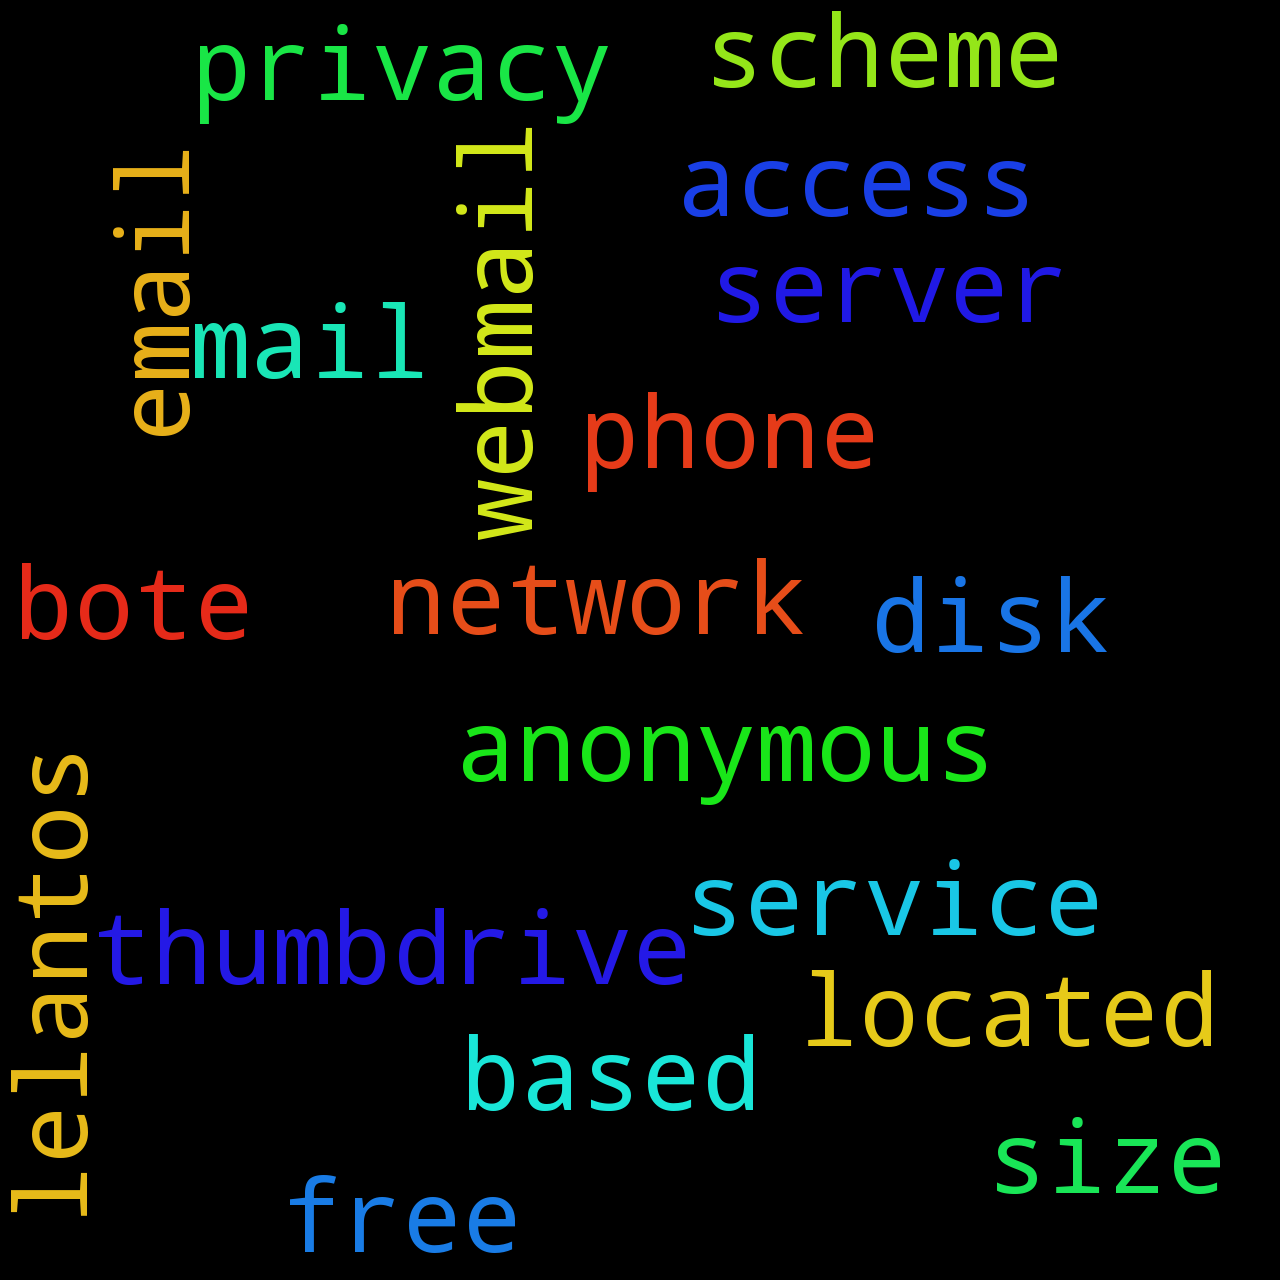 privacy
scheme
email
webmail
access
server
mail
phone
bote
network
disk
anonymous
lelantos
service
thumbdrive
located
based
size
free